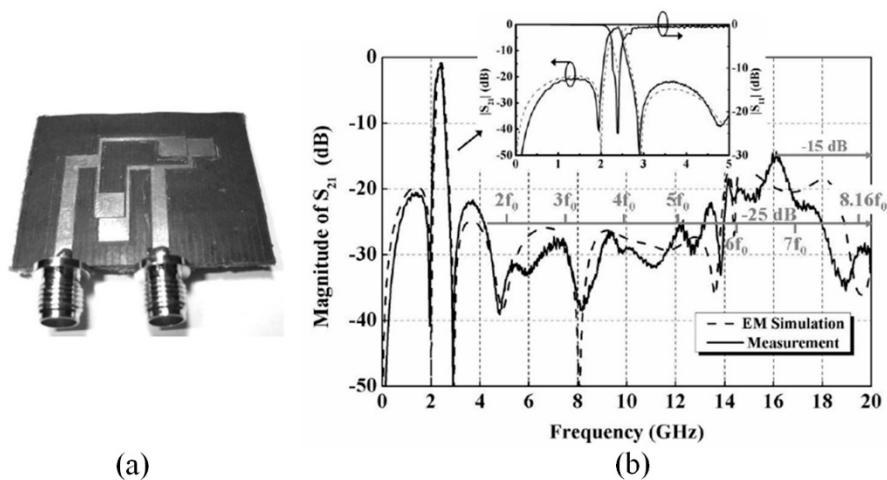 0
-10
-20
-30
-40
-50
Magnitude of S21 (dB)
0
-10
-20
-30
-40
-50
|S21| (dB)
0
-10
-20
-30
|S11| (dB)
0 1 2 3 4 5
-15 dB
2f0 3f0 4f0 5f0 8.16f0
-25 dB
6f0 7f0
EM Simulation
Measurement
0 2 4 6 8 10 12 14 16 18 20
Frequency (GHz)
(a) (b)